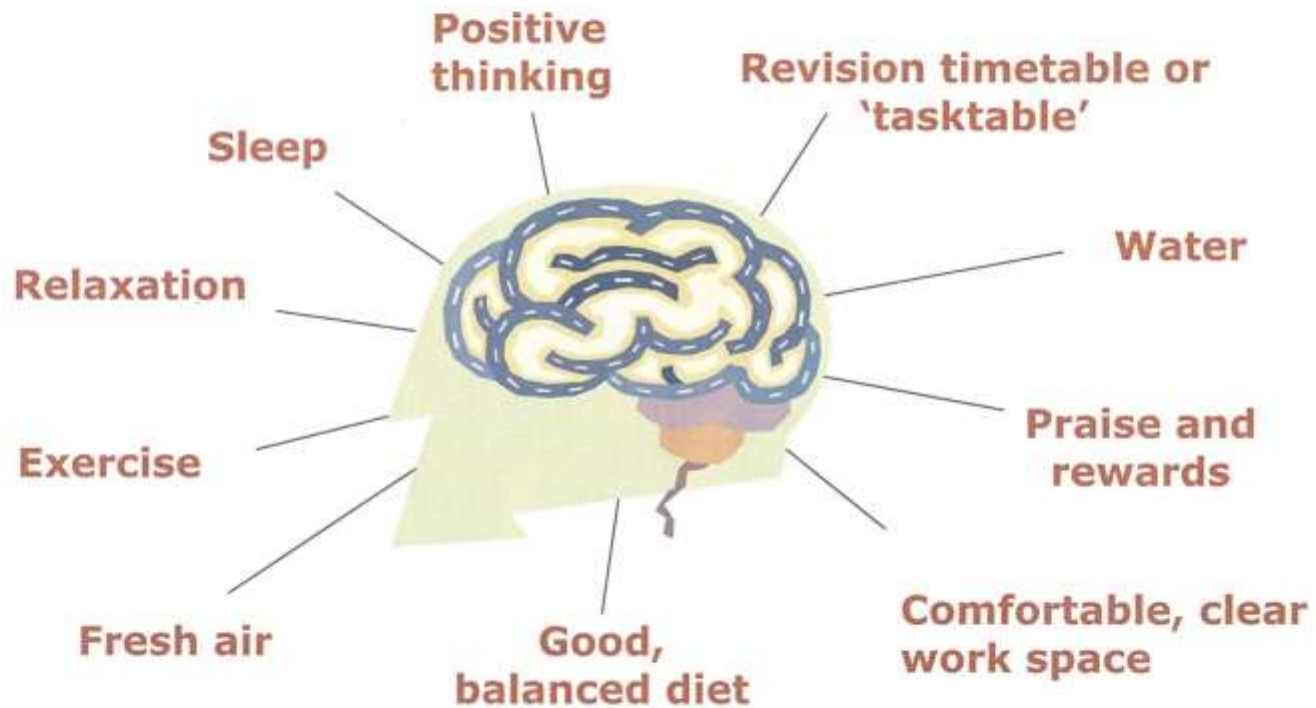 Positive
thinking
Revision timetable or
‘tasktable’
Sleep
Water
Relaxation
Praise and
rewards
Exercise
Comfortable, clear
work space
Fresh air
Good,
balanced diet